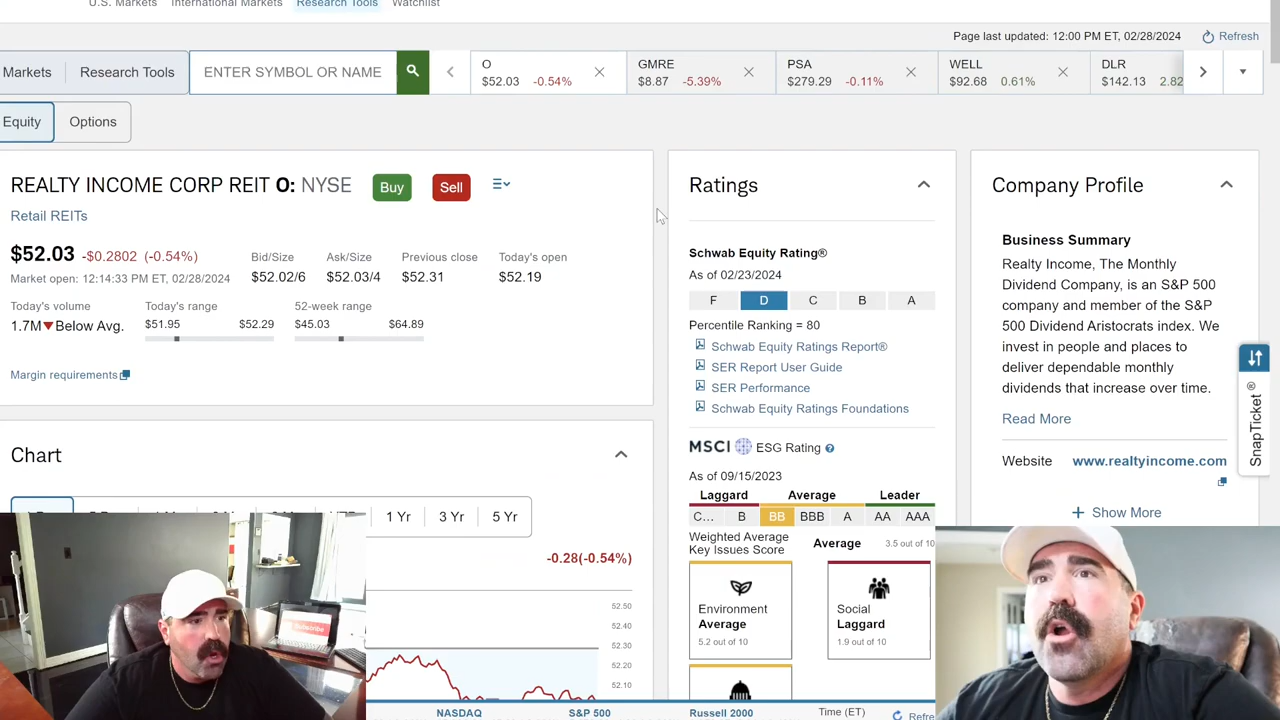 U.S. Markets International Markets Research Tools Watchlist
Page last updated: 12:00 PM ET, 02/28/2024 Refresh
Markets Research Tools ENTER SYMBOL OR NAME
O GMRE PSA WELL DLR
$52.03 -0.54% $8.87 -5.39% $279.29 -0.11% $92.68 0.61% $142.13 2.82
Equity Options
REALTY INCOME CORP REIT O: NYSE Buy Sell
Retail REITs
$52.03 -$0.2802 (-0.54%)
Market open: 12:14:33 PM ET, 02/28/2024
Bid/Size Ask/Size Previous close Today's open
$52.02/6 $52.03/4 $52.31 $52.19
Today's volume Today's range 52-week range
1.7M Below Avg. $51.95 $52.29 $45.03 $64.89
Margin requirements
Chart
1 Yr 3 Yr 5 Yr
-0.28(-0.54%)
52.50
52.40
52.30
52.20
52.10
Subscribe
Ratings
Schwab Equity Rating®
As of 02/23/2024
F D C B A
Percentile Ranking = 80
Schwab Equity Ratings Report®
SER Report User Guide
SER Performance
Schwab Equity Ratings Foundations
MSCI ESG Rating ?
As of 09/15/2023
Laggard Average Leader
C... B BB BBB A AA AAA
Weighted Average
Key Issues Score
Average 3.5 out of 10
Environment
Average
5.2 out of 10
Social
Laggard
1.9 out of 10
Company Profile
Business Summary
Realty Income, The Monthly
Dividend Company, is an S&P 500
company and member of the S&P
500 Dividend Aristocrats index. We
invest in people and places to
deliver dependable monthly
dividends that increase over time.
Read More
Website www.realtyincome.com
+ Show More
SnapTicket®
NASDAQ S&P 500 Russell 2000 Time (ET) Refre